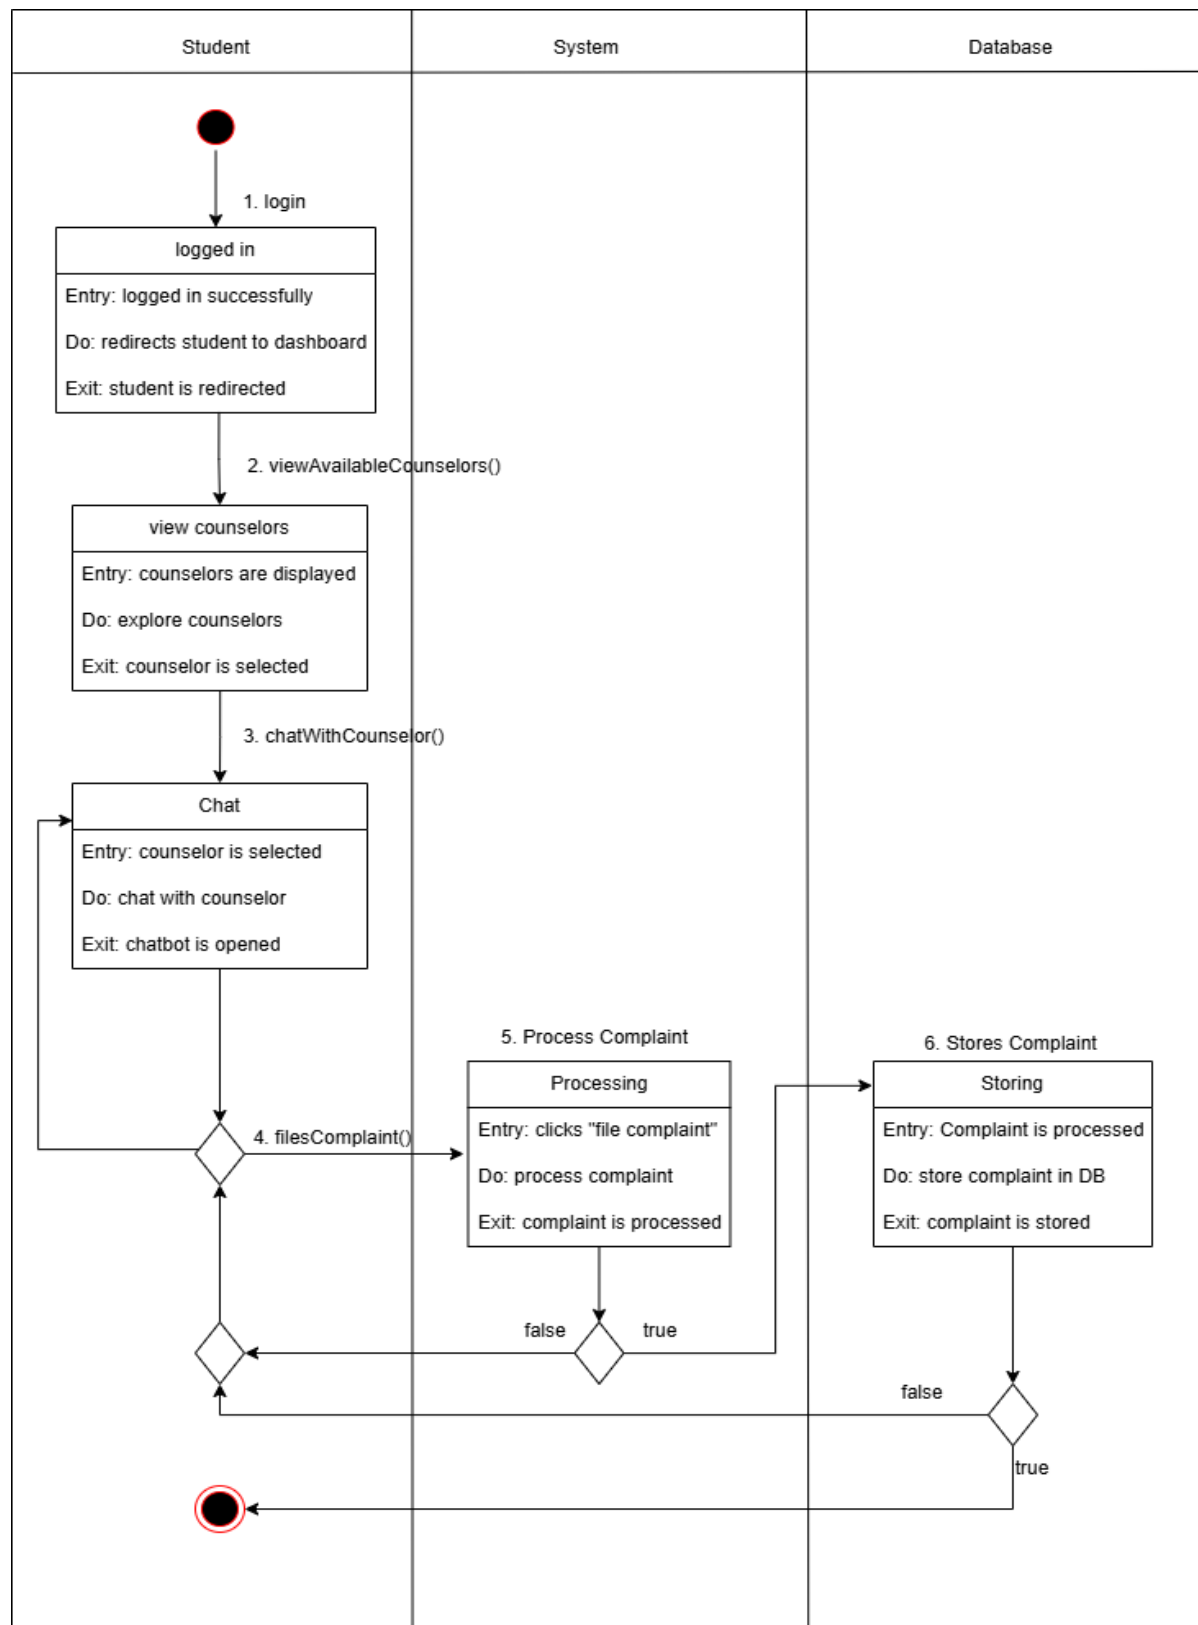 Student
System
Database
1. login
logged in
Entry: logged in successfully
Do: redirects student to dashboard
Exit: student is redirected
2. viewAvailableCounselors()
view counselors
Entry: counselors are displayed
Do: explore counselors
Exit: counselor is selected
3. chatWithCounselor()
Chat
Entry: counselor is selected
Do: chat with counselor
Exit: chatbot is opened
4. filesComplaint()
5. Process Complaint
Processing
Entry: clicks "file complaint"
Do: process complaint
Exit: complaint is processed
false
true
6. Stores Complaint
Storing
Entry: Complaint is processed
Do: store complaint in DB
Exit: complaint is stored
false
true